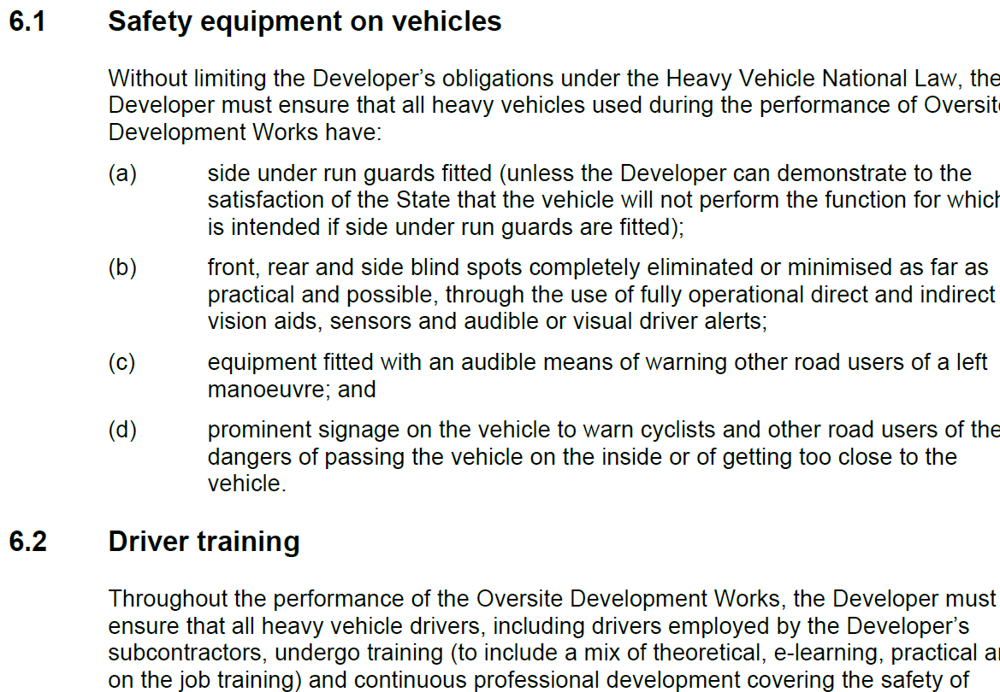 6.1 Safety equipment on vehicles
Without limiting the Developer's obligations under the Heavy Vehicle National Law, the
Developer must ensure that all heavy vehicles used during the performance of Oversite
Development Works have:
(a) side under run guards fitted (unless the Developer can demonstrate to the
satisfaction of the State that the vehicle will not perform the function for which
is intended if side under run guards are fitted);
(b) front, rear and side blind spots completely eliminated or minimised as far as
practical and possible, through the use of fully operational direct and indirect
vision aids, sensors and audible or visual driver alerts;
(c) equipment fitted with an audible means of warning other road users of a left
manoeuvre; and
(d) prominent signage on the vehicle to warn cyclists and other road users of the
dangers of passing the vehicle on the inside or of getting too close to the
vehicle.
6.2 Driver training
Throughout the performance of the Oversite Development Works, the Developer must
ensure that all heavy vehicle drivers, including drivers employed by the Developer's
subcontractors, undergo training (to include a mix of theoretical, e-learning, practical an
on the job training) and continuous professional development covering the safety of